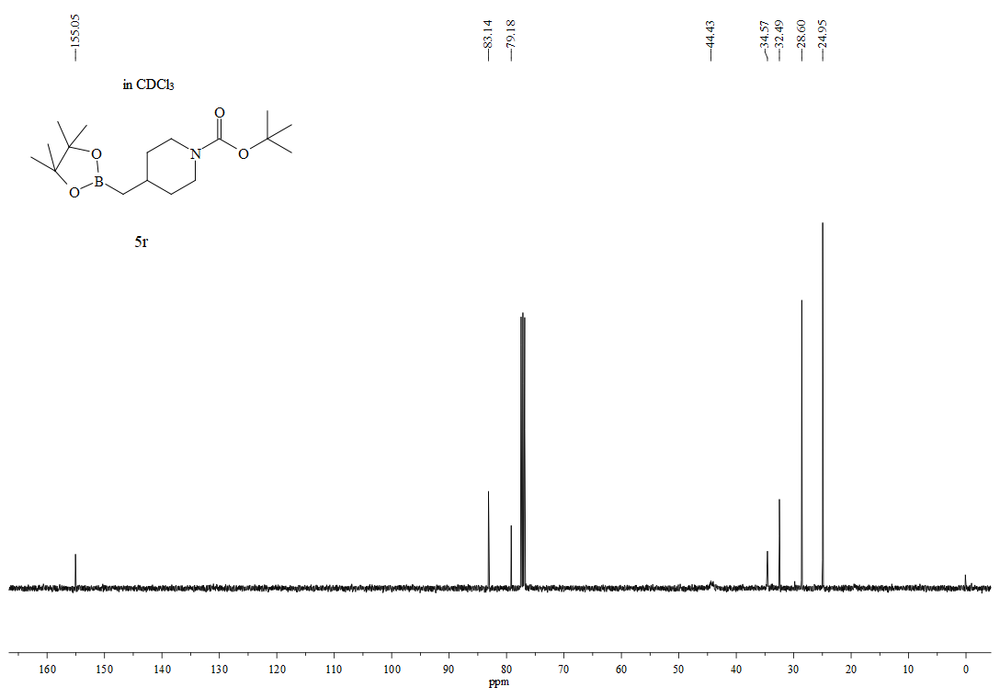 155.05
83.14
79.18
44.43
34.57
32.49
28.60
24.95
in CDCl3
O
O
B
O
N
O
O
5r
160 150 140 130 120 110 100 90 80 70 60 50 40 30 20 10 0
ppm